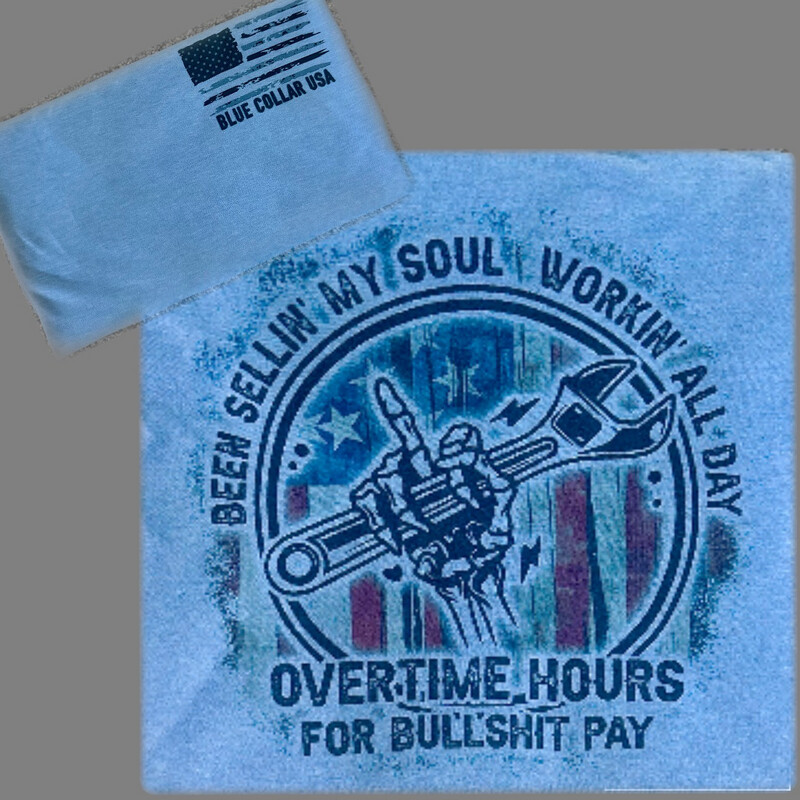 BLUE COLLAR USA
BEEN SELLIN' MY SOUL WORKIN' ALL DAY
OVERTIME HOURS
FOR BULLSHIT PAY